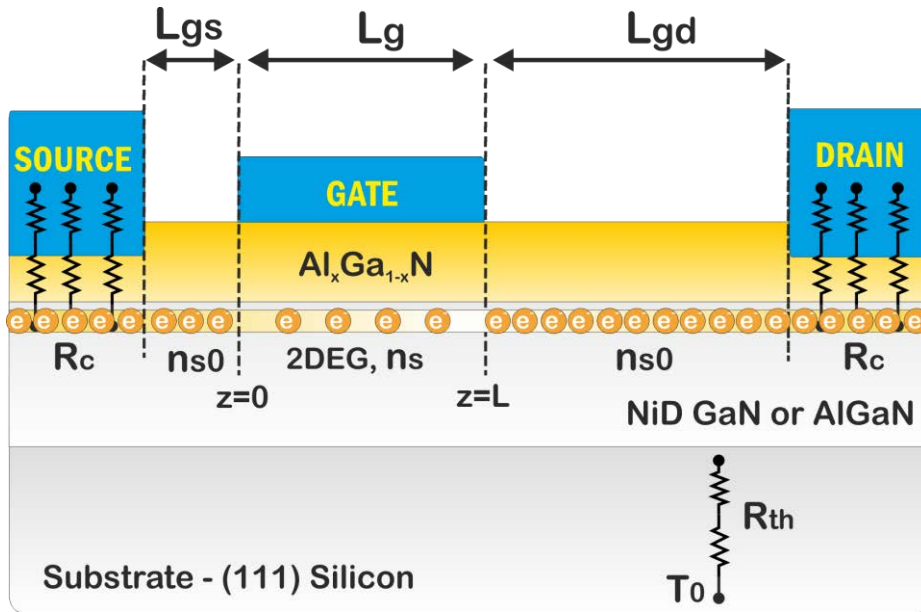 Lgs Lg Lgd
SOURCE DRAIN
GATE
AlxGa1-xN
e e e e e e e e e e e e e e e e e e e e e e e e e e e e
Rc ns0 2DEG, ns ns0 Rc
z=0 z=L
NiD GaN or AlGaN
Rth
Substrate - (111) Silicon T0